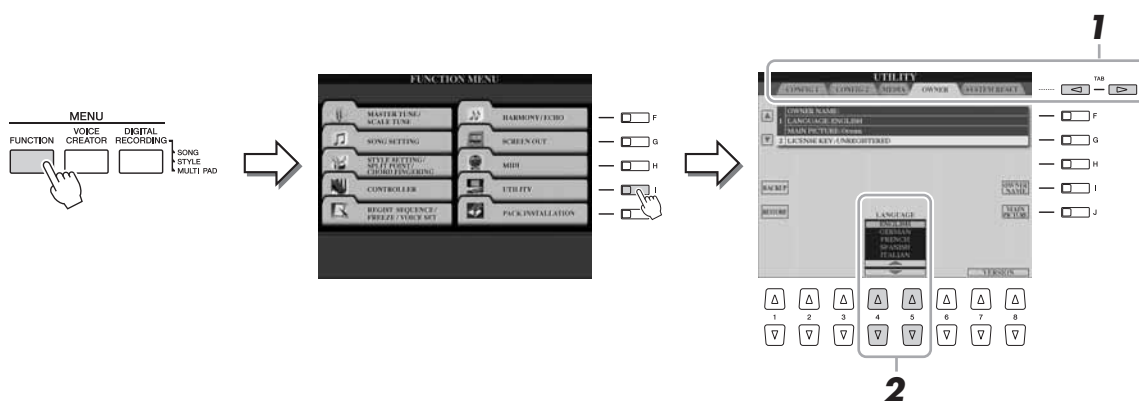 MENU
FUNCTION
VOICE
CREATOR
DIGITAL
RECORDING
SONG
STYLE
MULTI PAD
FUNCTION MENU
MASTER TUNE/
SCALE TUNE
SONG SETTING
STYLE SETTING/
SPLIT POINT/
CHORD FINGERING
CONTROLLER
REGIST SEQUENCE/
FREEZE/VOICE SET
HARMONY/ECHO
SCREEN OUT
MIDI
UTILITY
PACK INSTALLATION
F
G
H
I
1
UTILITY
CONFIG 1
CONFIG 2
MEDIA
OWNER
SYSTEM RESET
TAB
OWNER NAME:
1 LANGUAGE: ENGLISH
MAIN PICTURE: Ocean
2 LICENSE KEY: UNREGISTERED
BACKUP
RESTORE
OWNER
NAME
MAIN
PICTURE
LANGUAGE
ENGLISH
GERMAN
FRENCH
SPANISH
ITALIAN
VERSION
F
G
H
I
J
1 2 3 4 5 6 7 8
2